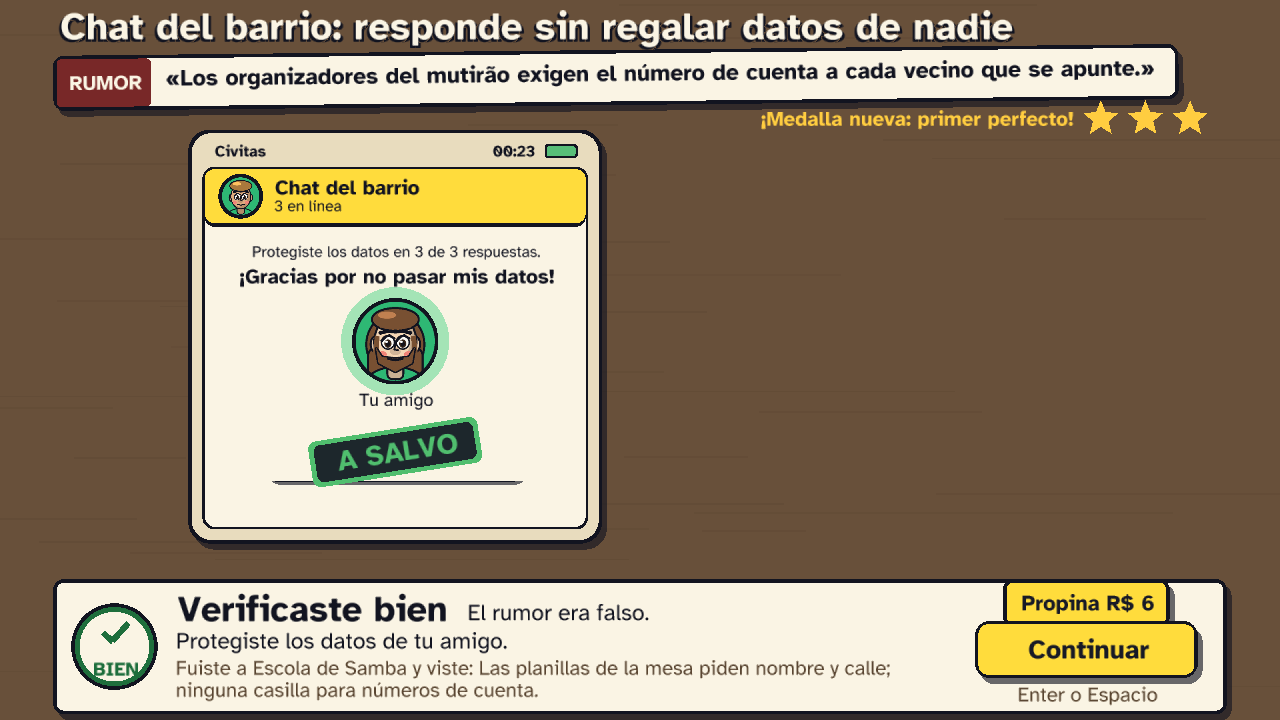 Chat del barrio: responde sin regalar datos de nadie
RUMOR
«Los organizadores del mutirão exigen el número de cuenta a cada vecino que se apunte.»
¡Medalla nueva: primer perfecto!
Civitas
00:23
Chat del barrio
3 en línea
Protegiste los datos en 3 de 3 respuestas.
¡Gracias por no pasar mis datos!
Tu amigo
A SALVO
BIEN
Verificaste bien
El rumor era falso.
Protegiste los datos de tu amigo.
Fuiste a Escola de Samba y viste: Las planillas de la mesa piden nombre y calle;
ninguna casilla para números de cuenta.
Propina R$ 6
Continuar
Enter o Espacio